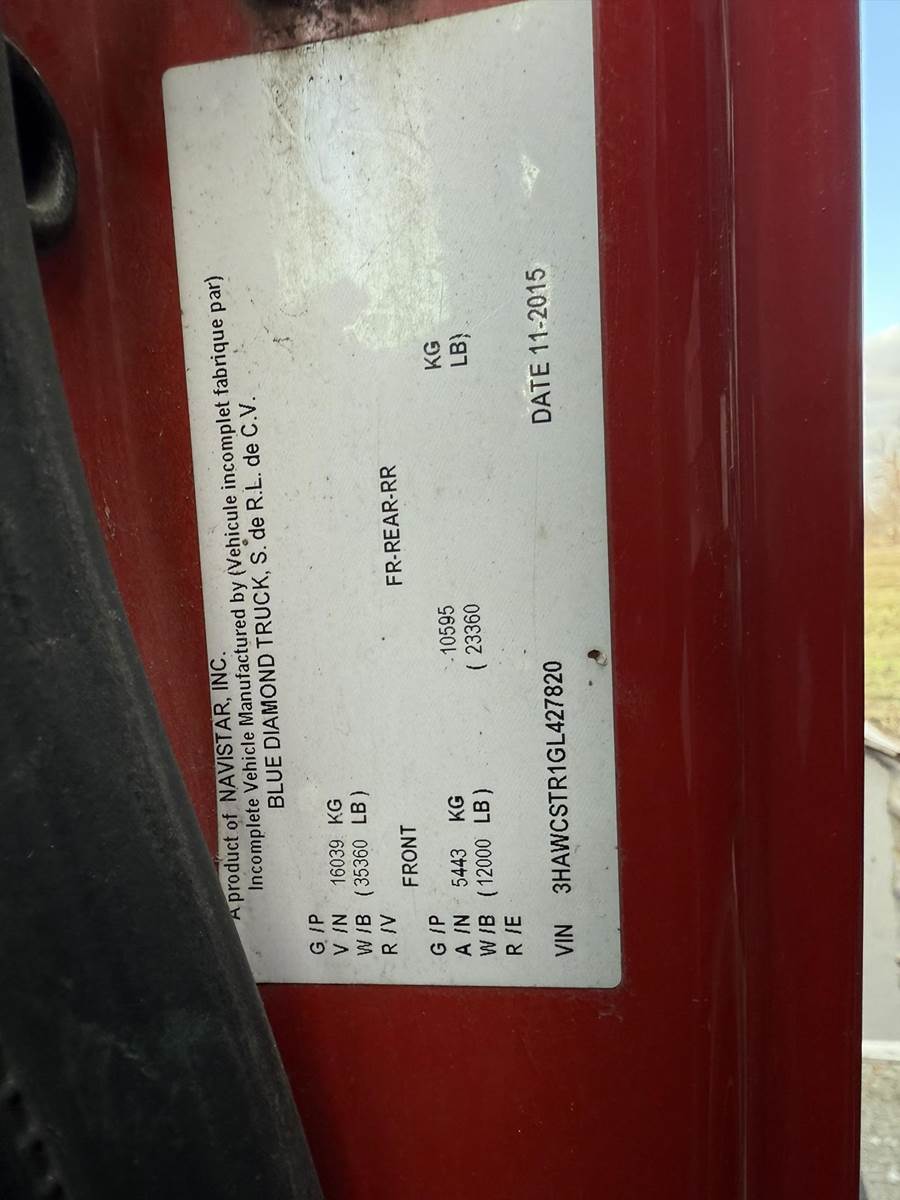 A product of NAVISTAR, INC.
Incomplete Vehicle Manufactured by (Vehicule incomplet fabrique par)
BLUE DIAMOND TRUCK, S. de R.L. de C.V.
G /P
V /N 16039 KG
W /B ( 35360 LB )
R /V
FRONT FR-REAR-RR
G /P
A /N 5443 KG 10595 KG
W /B ( 12000 LB ) ( 23360 LB)
R /E
VIN 3HAWCSTR1GL427820 DATE 11-2015